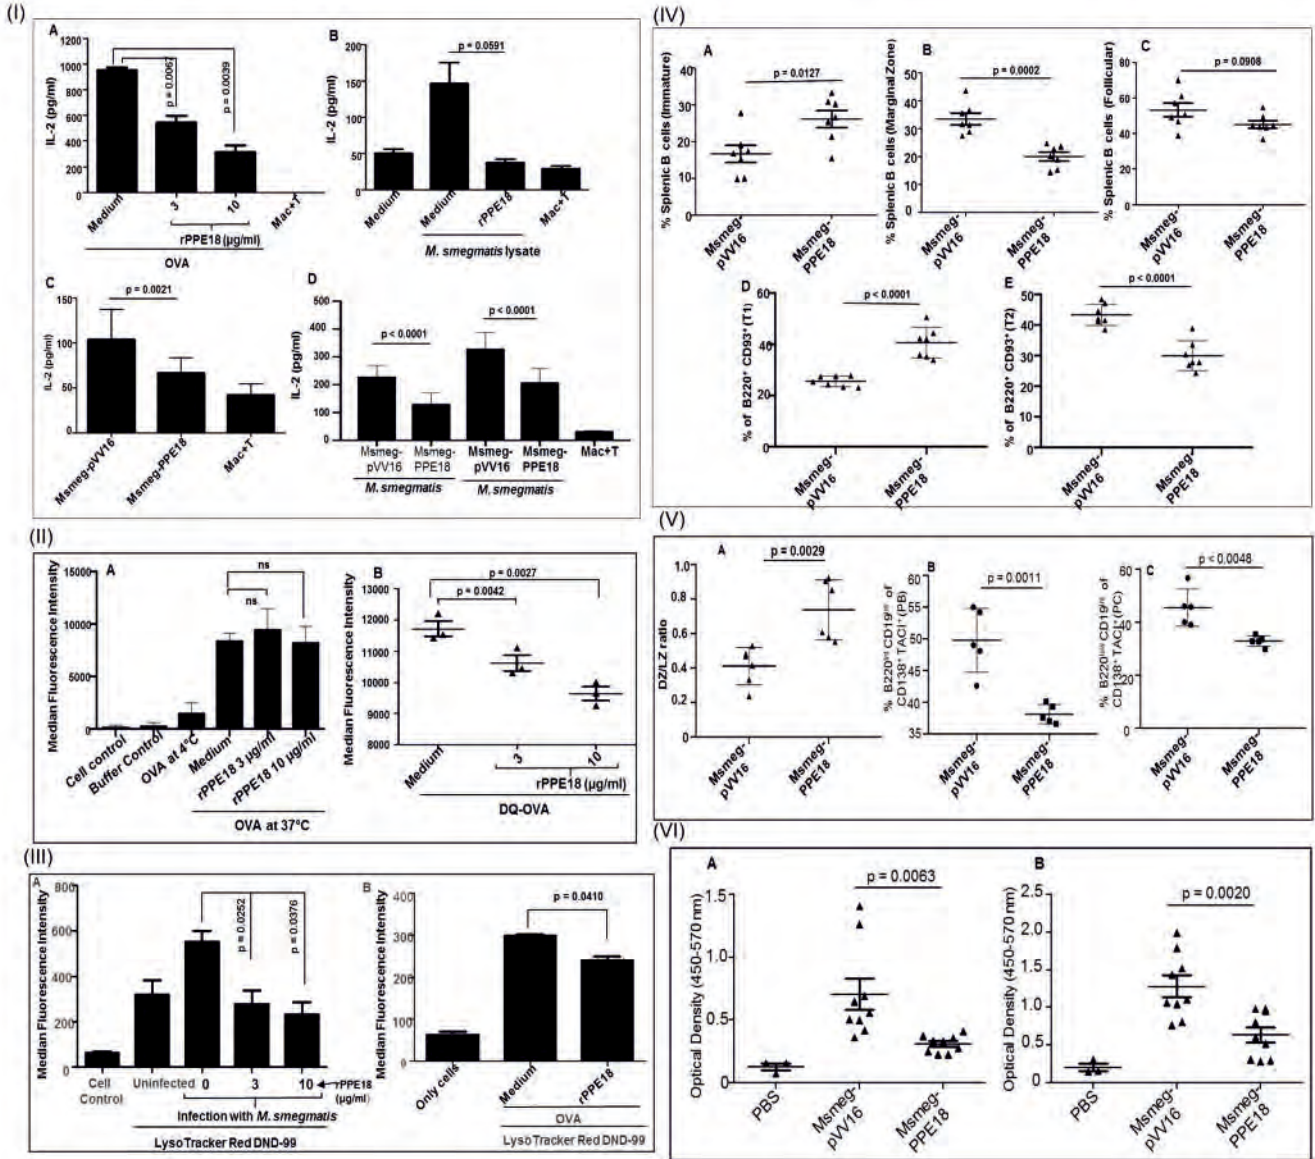 (I)
A
IL-2 (pg/ml)
1200
1000
800
600
400
200
0
p = 0.0067
p = 0.0039
Medium
3
10
Mac+T
rPPE18 (µg/ml)
OVA
B
IL-2 (pg/ml)
200
150
100
50
0
p = 0.0591
Medium
Medium
rPPE18
Mac+T
M. smegmatis lysate
C
IL-2 (pg/ml)
150
100
50
0
p = 0.0021
Msmeg-pVV16
Msmeg-PPE18
Mac+T
D
IL-2 (pg/ml)
500
400
300
200
100
0
p < 0.0001
p < 0.0001
Msmeg-
pVV16
Msmeg-
PPE18
Msmeg-
pVV16
Msmeg-
PPE18
Mac+T
M. smegmatis
M. smegmatis
(II)
A
Median Fluorescence Intensity
15000
10000
5000
0
ns
ns
Cell control
Buffer Control
OVA at 4°C
Medium
rPPE18 3 µg/ml
rPPE18 10 µg/ml
OVA at 37°C
B
Median Fluorescence Intensity
13000
12000
11000
10000
9000
8000
p = 0.0027
p = 0.0042
Medium
3
10
rPPE18 (µg/ml)
DQ-OVA
(III)
A
Median Fluorescence Intensity
800
600
400
200
0
p = 0.0252
p = 0.0376
Cell
Control
Uninfected
0
3
10
rPPE18
(µg/ml)
Infection with M. smegmatis
LysoTracker Red DND-99
B
Median Fluorescence Intensity
400
300
200
100
0
p = 0.0410
Only cells
Medium
rPPE18
OVA
LysoTracker Red DND-99
(IV)
A
% Splenic B cells (Immature)
40
30
20
10
0
p = 0.0127
Msmeg-
pVV16
Msmeg-
PPE18
B
% Splenic B cells (Marginal Zone)
50
40
30
20
10
0
p = 0.0002
Msmeg-
pVV16
Msmeg-
PPE18
C
% Splenic B cells (Follicular)
80
60
40
20
0
p = 0.0908
Msmeg-
pVV16
Msmeg-
PPE18
D
% of B220⁺ CD93⁺ (T1)
60
40
20
0
p < 0.0001
Msmeg-
pVV16
Msmeg-
PPE18
E
% of B220⁺ CD93⁺ (T2)
50
40
30
20
10
0
p < 0.0001
Msmeg-
pVV16
Msmeg-
PPE18
(V)
A
DZ/LZ ratio
1.0
0.8
0.6
0.4
0.2
0.0
p = 0.0029
Msmeg-
pVV16
Msmeg-
PPE18
B
% B220 CD19 of
CD138⁺ TACI⁺ (PB)
60
55
50
45
40
35
p = 0.0011
Msmeg-
pVV16
Msmeg-
PPE18
C
% B220 CD19 of
CD138⁺ TACI⁺ (PC)
60
40
20
0
p < 0.0048
Msmeg-
pVV16
Msmeg-
PPE18
(VI)
A
Optical Density (450-570 nm)
1.5
1.0
0.5
0.0
p = 0.0063
PBS
Msmeg-
pVV16
Msmeg-
PPE18
B
Optical Density (450-570 nm)
2.5
2.0
1.5
1.0
0.5
0.0
p = 0.0020
PBS
Msmeg-
pVV16
Msmeg-
PPE18